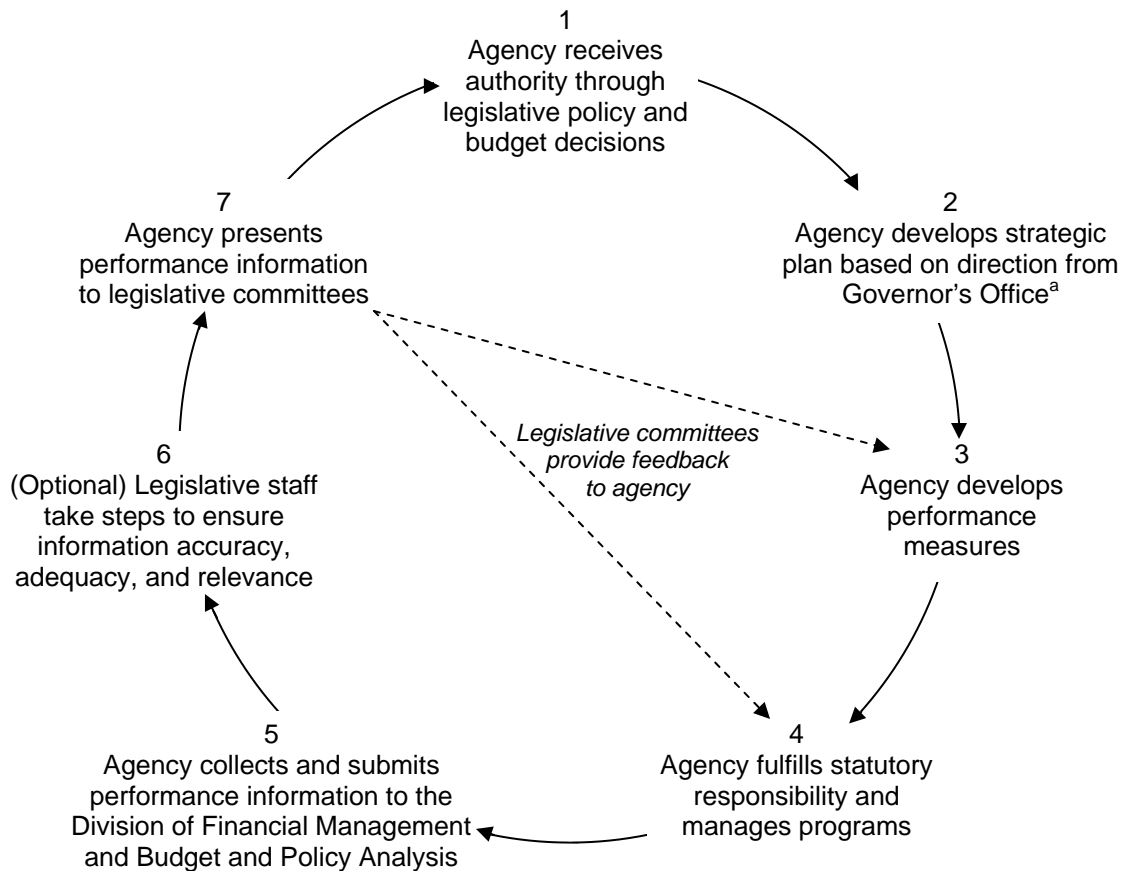 1
Agency receives
authority through
legislative policy and
budget decisions
2
Agency develops strategic
plan based on direction from
Governor's Office^a
3
Agency develops
performance
measures
4
Agency fulfills statutory
responsibility and
manages programs
5
Agency collects and submits
performance information to the
Division of Financial Management
and Budget and Policy Analysis
6
(Optional) Legislative staff
take steps to ensure
information accuracy,
adequacy, and relevance
7
Agency presents
performance information
to legislative committees
Legislative committees
provide feedback
to agency